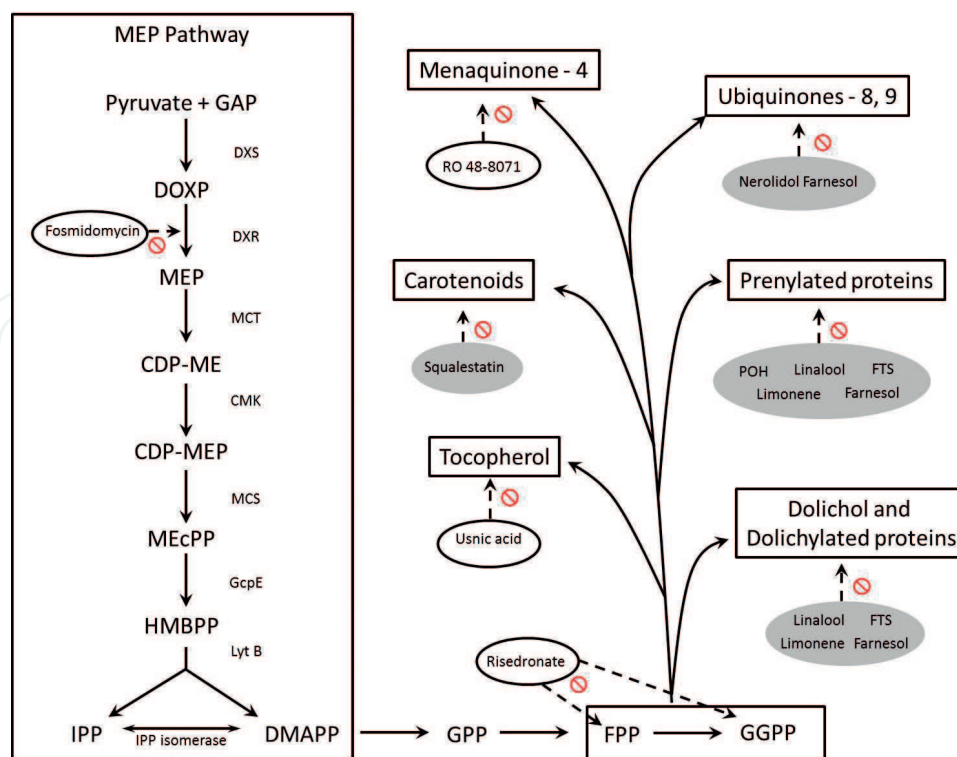 MEP Pathway
Pyruvate + GAP
DXS
DOXP
Fosmidomycin
DXR
MEP
MCT
CDP-ME
CMK
CDP-MEP
MCS
MEcPP
GcpE
HMBPP
Lyt B
IPP
IPP isomerase
DMAPP
GPP
FPP
GGPP
Risedronate
Menaquinone - 4
RO 48-8071
Ubiquinones - 8, 9
Nerolidol Farnesol
Carotenoids
Squalestatin
Prenylated proteins
POH Linalool FTS
Limonene Farnesol
Tocopherol
Usnic acid
Dolichol and
Dolichylated proteins
Linalool FTS
Limonene Farnesol